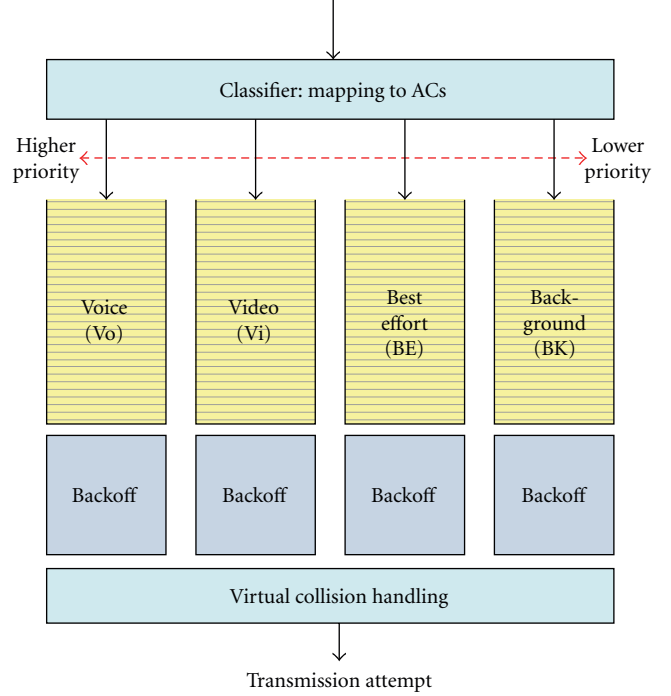 Classifier: mapping to ACs
Higher
priority
Lower
priority
Voice
(Vo)
Video
(Vi)
Best
effort
(BE)
Back-
ground
(BK)
Backoff
Backoff
Backoff
Backoff
Virtual collision handling
Transmission attempt